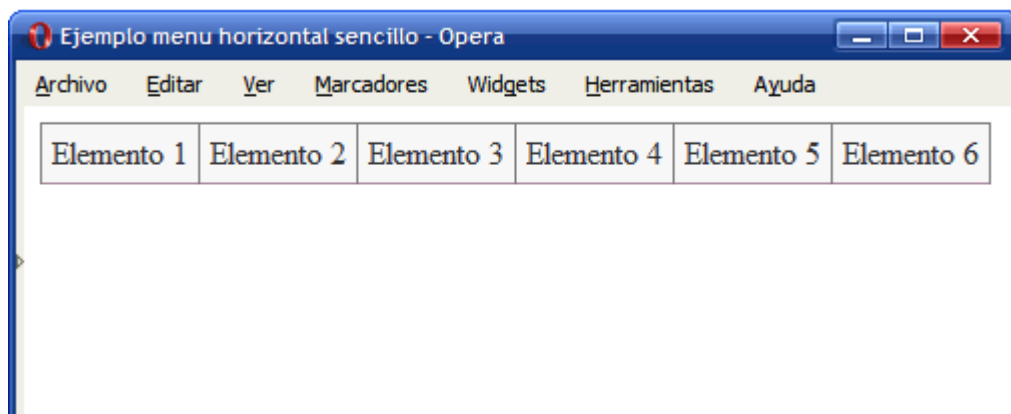 Ejemplo menu horizontal sencillo - Opera
Archivo Editar Ver Marcadores Widgets Herramientas Ayuda
Elemento 1 Elemento 2 Elemento 3 Elemento 4 Elemento 5 Elemento 6